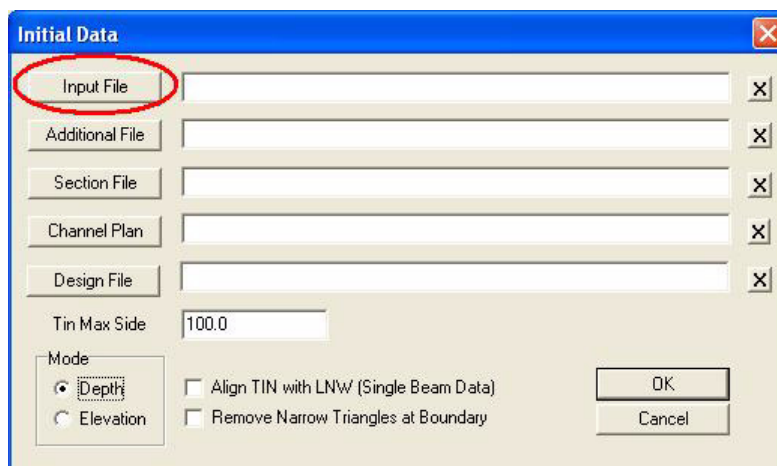 Initial Data
Input File
X
Additional File
X
Section File
X
Channel Plan
X
Design File
X
Tin Max Side 100.0
Mode
Depth
Elevation
Align TIN with LNW (Single Beam Data)
Remove Narrow Triangles at Boundary
OK
Cancel